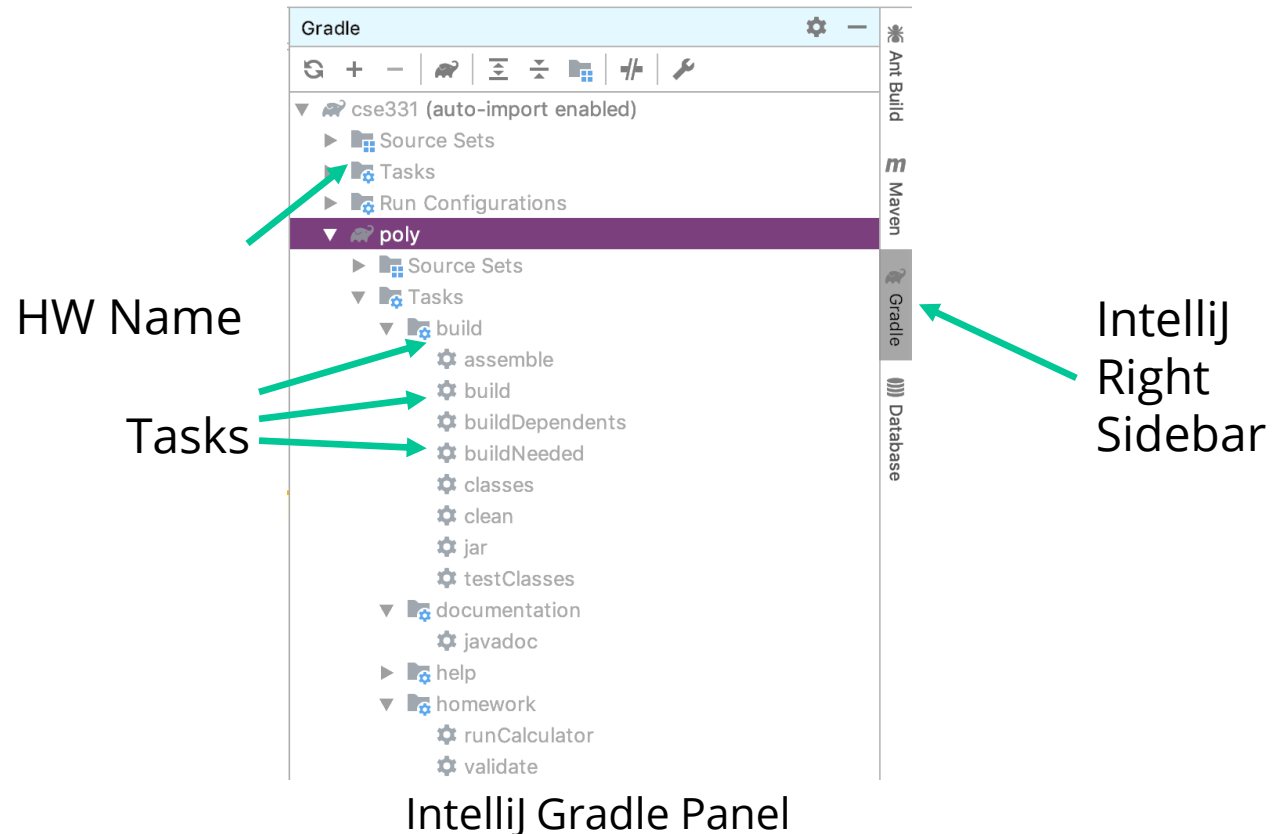 Gradle
cse331 (auto-import enabled)
Source Sets
Tasks
Run Configurations
poly
Source Sets
Tasks
build
assemble
build
buildDependents
buildNeeded
classes
clean
jar
testClasses
documentation
javadoc
help
homework
runCalculator
validate
Ant Build
m Maven
Gradle
Database
HW Name
Tasks
IntelliJ
Right
Sidebar
IntelliJ Gradle Panel